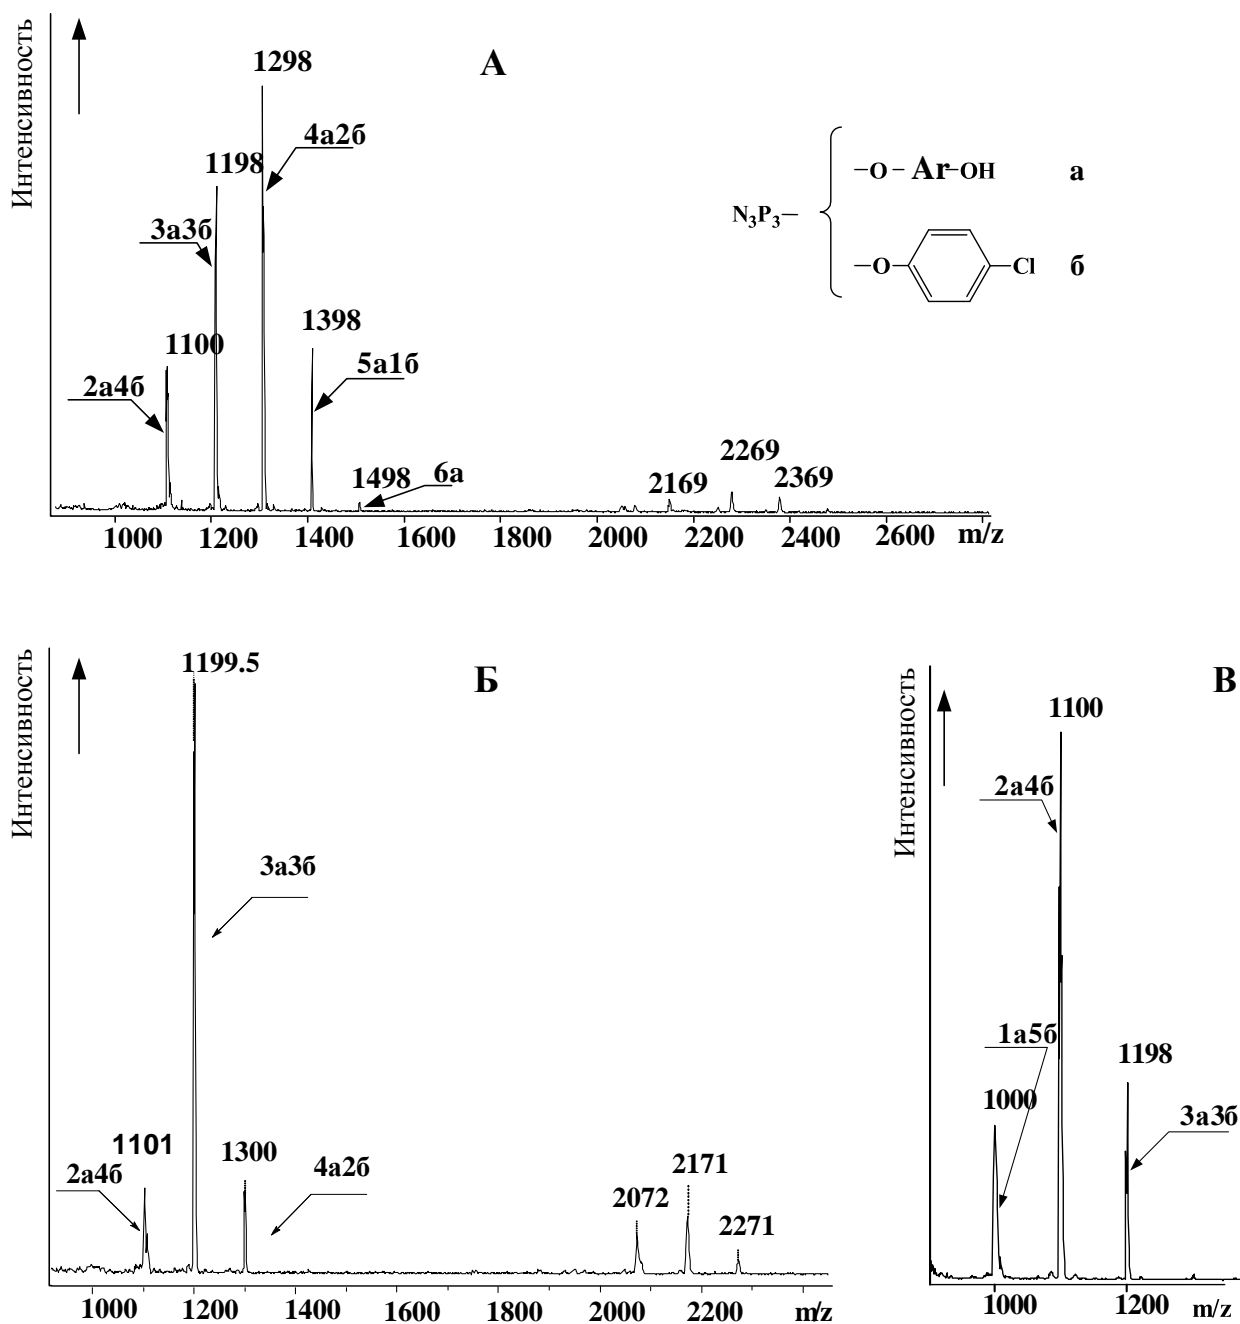 Интенсивность
А
1298
4а2б
1198
3а3б
1100
2а4б
1398
5а1б
1498
6а
2169
2269
2369
1000 1200 1400 1600 1800 2000 2200 2400 2600 m/z
N3P3—
—O – Ar–OH а
—O— —Cl б
Интенсивность
Б
1199.5
3а3б
1101
2а4б
1300
4а2б
2072
2171
2271
1000 1200 1400 1600 1800 2000 2200 m/z
Интенсивность
В
1100
2а4б
1а5б
1000
1198
3а3б
1000 1200 m/z